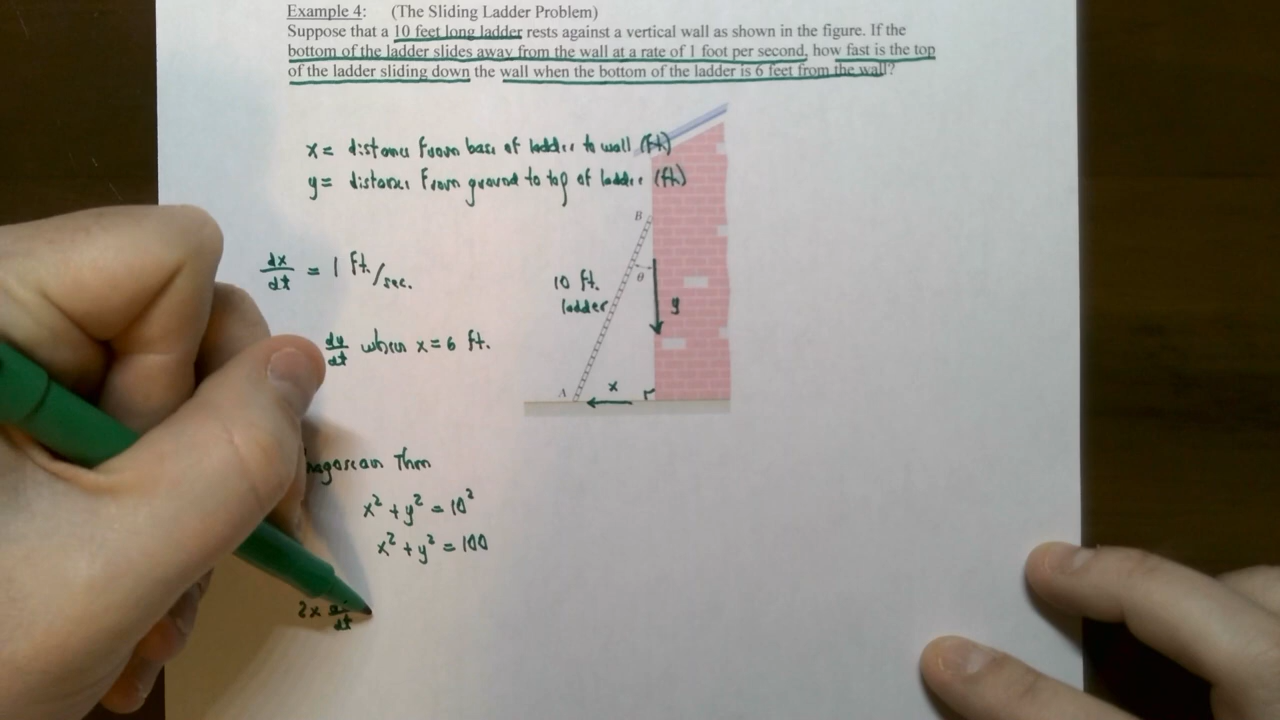 Example 4: (The Sliding Ladder Problem)
Suppose that a 10 feet long ladder rests against a vertical wall as shown in the figure. If the
bottom of the ladder slides away from the wall at a rate of 1 foot per second, how fast is the top
of the ladder sliding down the wall when the bottom of the ladder is 6 feet from the wall?
x = distance from base of ladder to wall (ft)
y = distance from ground to top of ladder (ft)
B
dx/dt = 1 ft./sec.
θ
10 ft.
ladder
y
dy/dt when x = 6 ft.
A
x
Thm
x² + y² = 10²
x² + y² = 100
2x dt